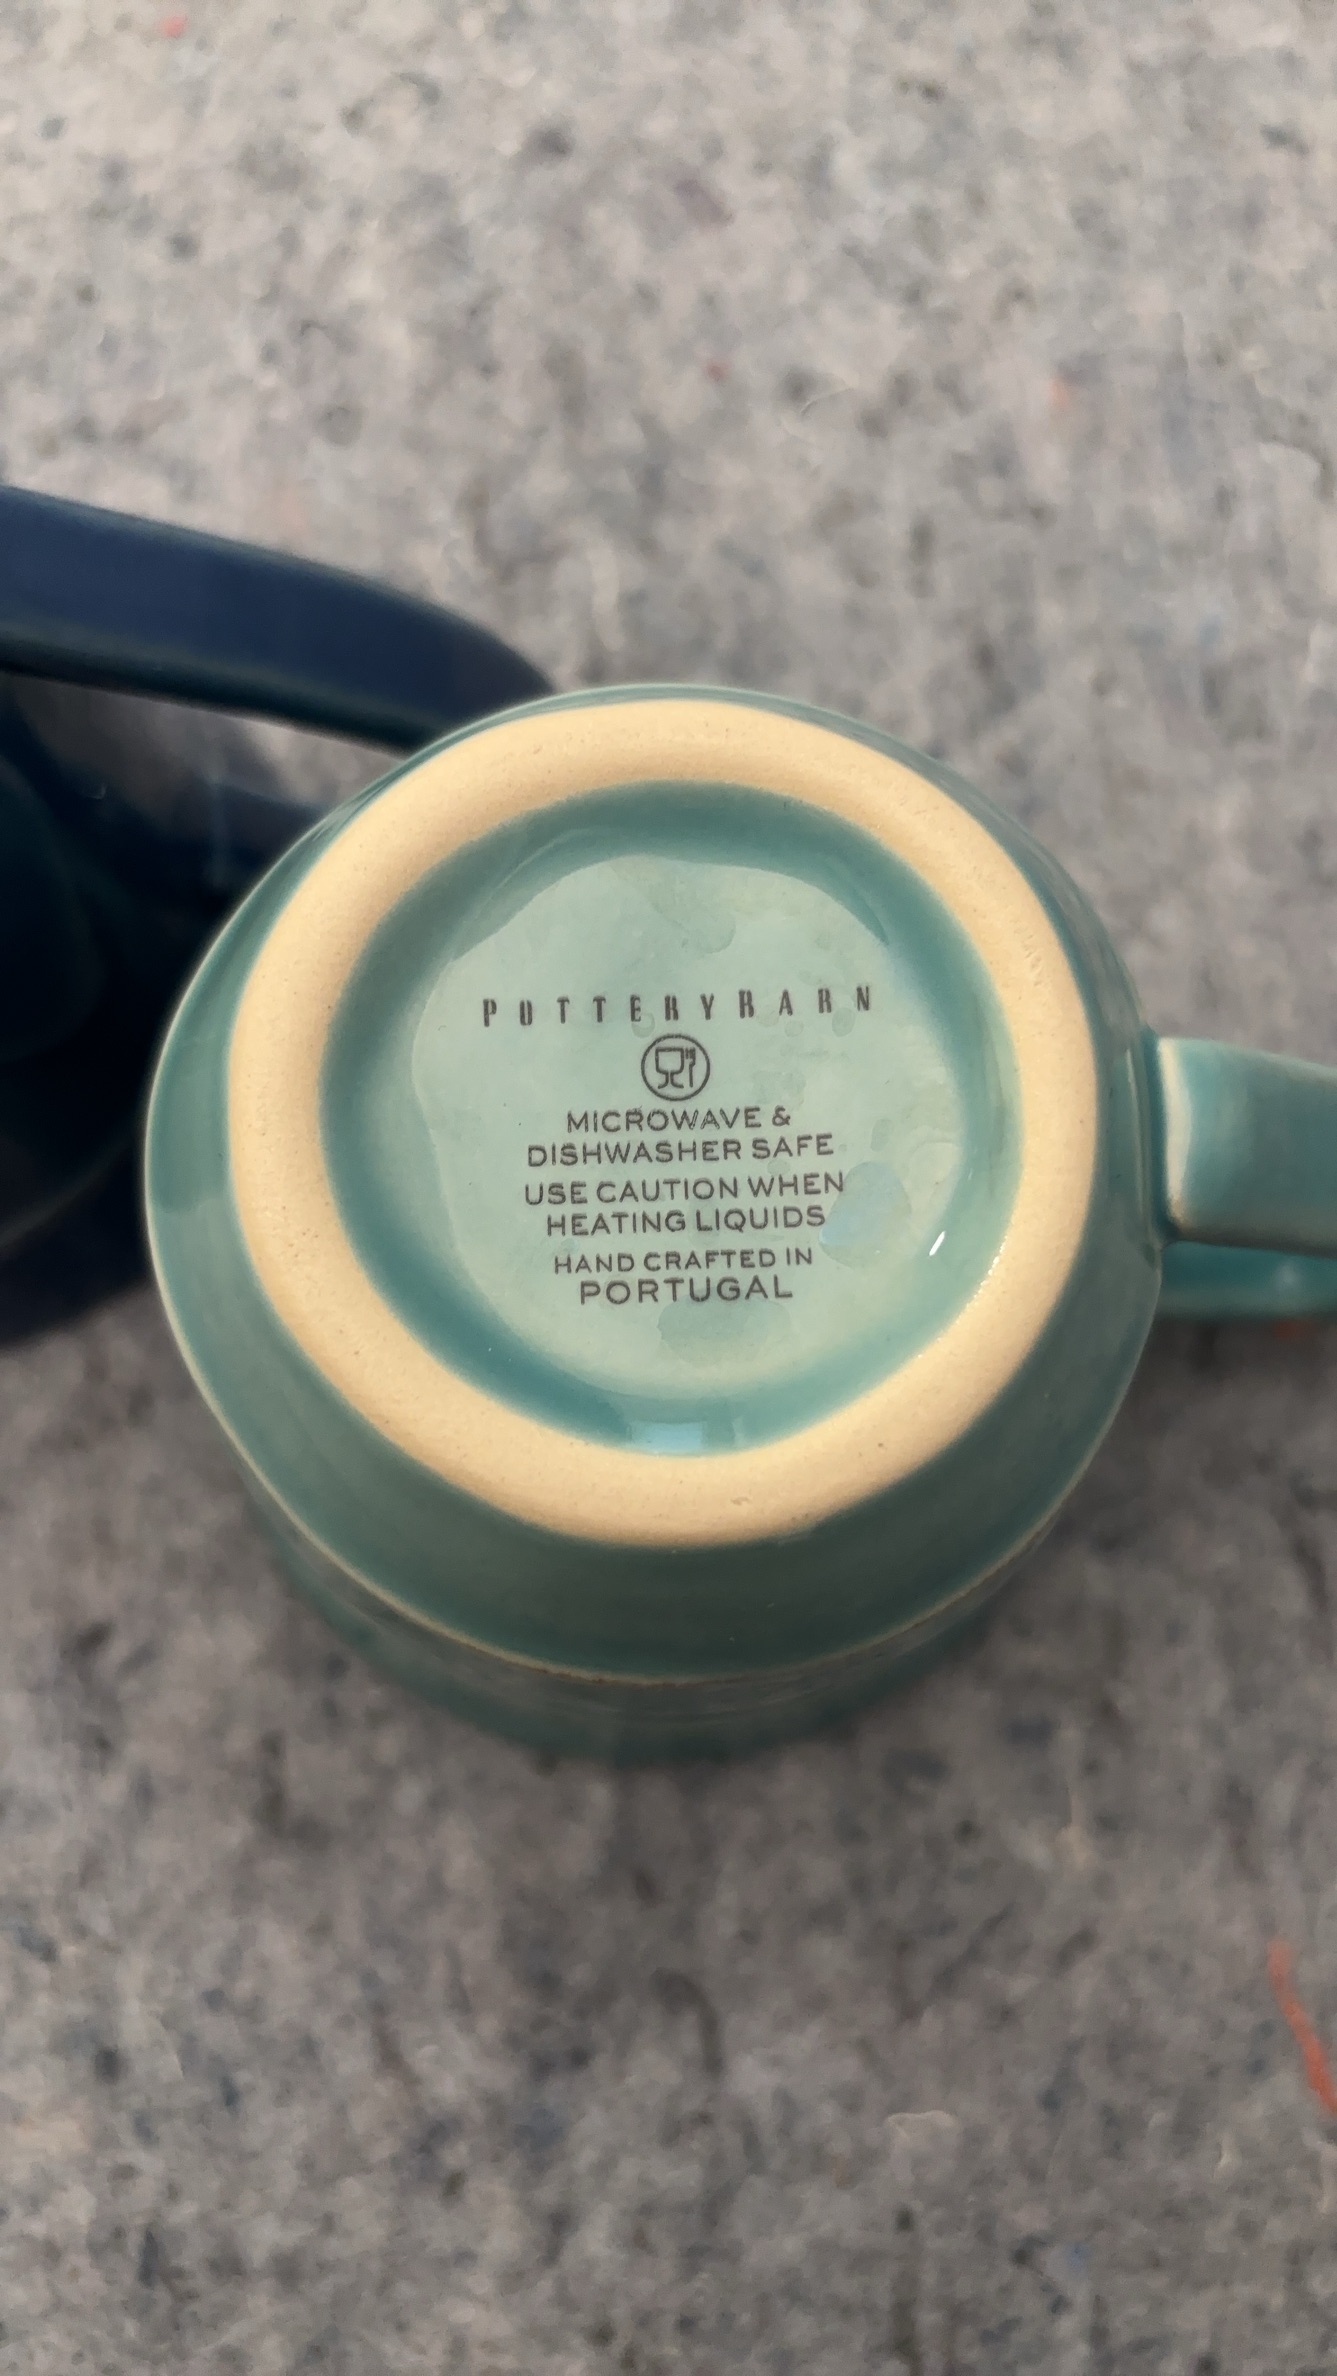 POTTERYBARN
MICROWAVE &
DISHWASHER SAFE
USE CAUTION WHEN
HEATING LIQUIDS
HAND CRAFTED IN
PORTUGAL